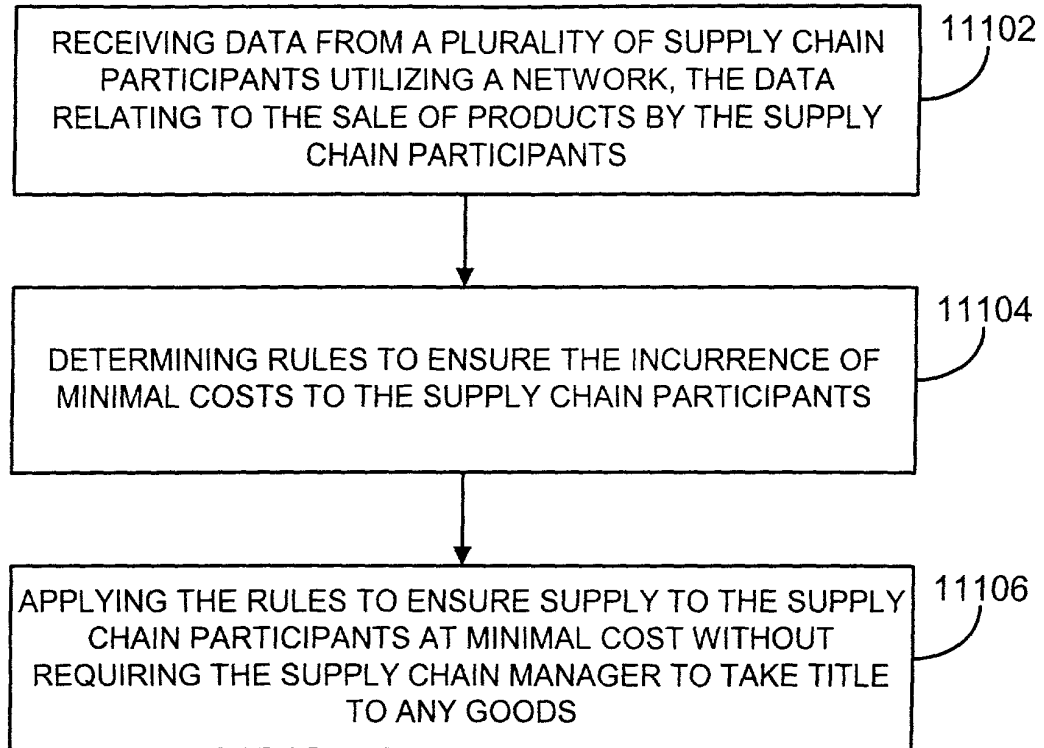 RECEIVING DATA FROM A PLURALITY OF SUPPLY CHAIN
PARTICIPANTS UTILIZING A NETWORK, THE DATA
RELATING TO THE SALE OF PRODUCTS BY THE SUPPLY
CHAIN PARTICIPANTS
11102
DETERMINING RULES TO ENSURE THE INCURRENCE OF
MINIMAL COSTS TO THE SUPPLY CHAIN PARTICIPANTS
11104
APPLYING THE RULES TO ENSURE SUPPLY TO THE SUPPLY
CHAIN PARTICIPANTS AT MINIMAL COST WITHOUT
REQUIRING THE SUPPLY CHAIN MANAGER TO TAKE TITLE
TO ANY GOODS
11106